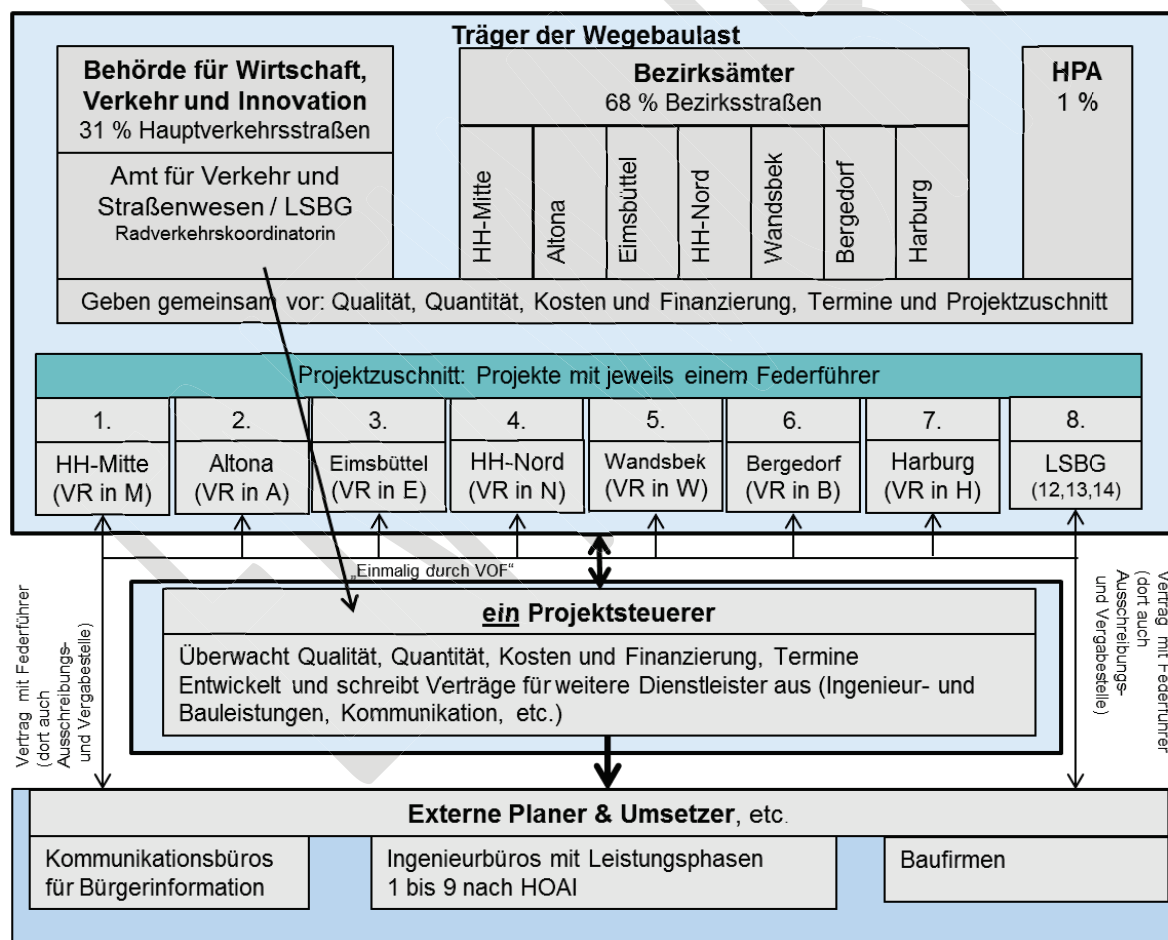 Träger der Wegebaulast
Behörde für Wirtschaft,
Verkehr und Innovation
31 % Hauptverkehrsstraßen
Amt für Verkehr und
Straßenwesen / LSBG
Radverkehrskoordinatorin
Bezirksämter
68 % Bezirksstraßen
HH-Mitte
Altona
Eimsbüttel
HH-Nord
Wandsbek
Bergedorf
Harburg
HPA
1 %
Geben gemeinsam vor: Qualität, Quantität, Kosten und Finanzierung, Termine und Projektzuschnitt
Projektzuschnitt: Projekte mit jeweils einem Federführer
1.
HH-Mitte
(VR in M)
2.
Altona
(VR in A)
3.
Eimsbüttel
(VR in E)
4.
HH-Nord
(VR in N)
5.
Wandsbek
(VR in W)
6.
Bergedorf
(VR in B)
7.
Harburg
(VR in H)
8.
LSBG
(12,13,14)
„Einmalig durch VOF“
Vertrag mit Federführer
(dort auch
Ausschreibungs-
und Vergabestelle)
ein Projektsteuerer
Überwacht Qualität, Quantität, Kosten und Finanzierung, Termine
Entwickelt und schreibt Verträge für weitere Dienstleister aus (Ingenieur- und
Bauleistungen, Kommunikation, etc.)
Vertrag mit Federführer
(dort auch
Ausschreibungs-
und Vergabestelle)
Externe Planer & Umsetzer, etc.
Kommunikationsbüros
für Bürgerinformation
Ingenieurbüros mit Leistungsphasen
1 bis 9 nach HOAI
Baufirmen